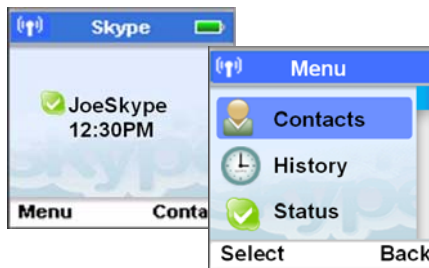 Skype
JoeSkype
12:30PM
Menu Conta
Menu
Contacts
History
Status
Select Back